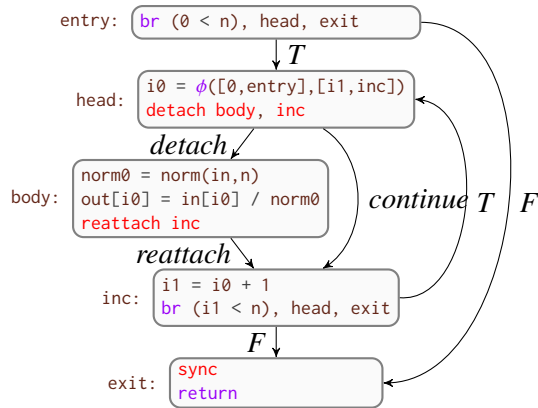 entry: br (0 < n), head, exit
T
head: i0 = ϕ([0,entry],[i1,inc])
detach body, inc
detach
body: norm0 = norm(in,n)
out[i0] = in[i0] / norm0
reattach inc
continue T F
reattach
inc: i1 = i0 + 1
br (i1 < n), head, exit
F
exit: sync
return